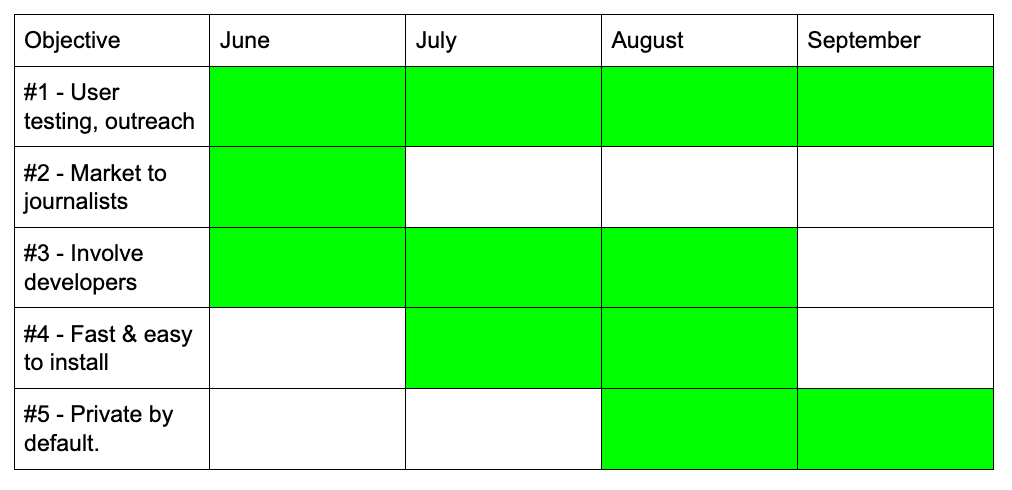 Objective
June
July
August
September
#1 - User
testing, outreach
#2 - Market to
journalists
#3 - Involve
developers
#4 - Fast & easy
to install
#5 - Private by
default.